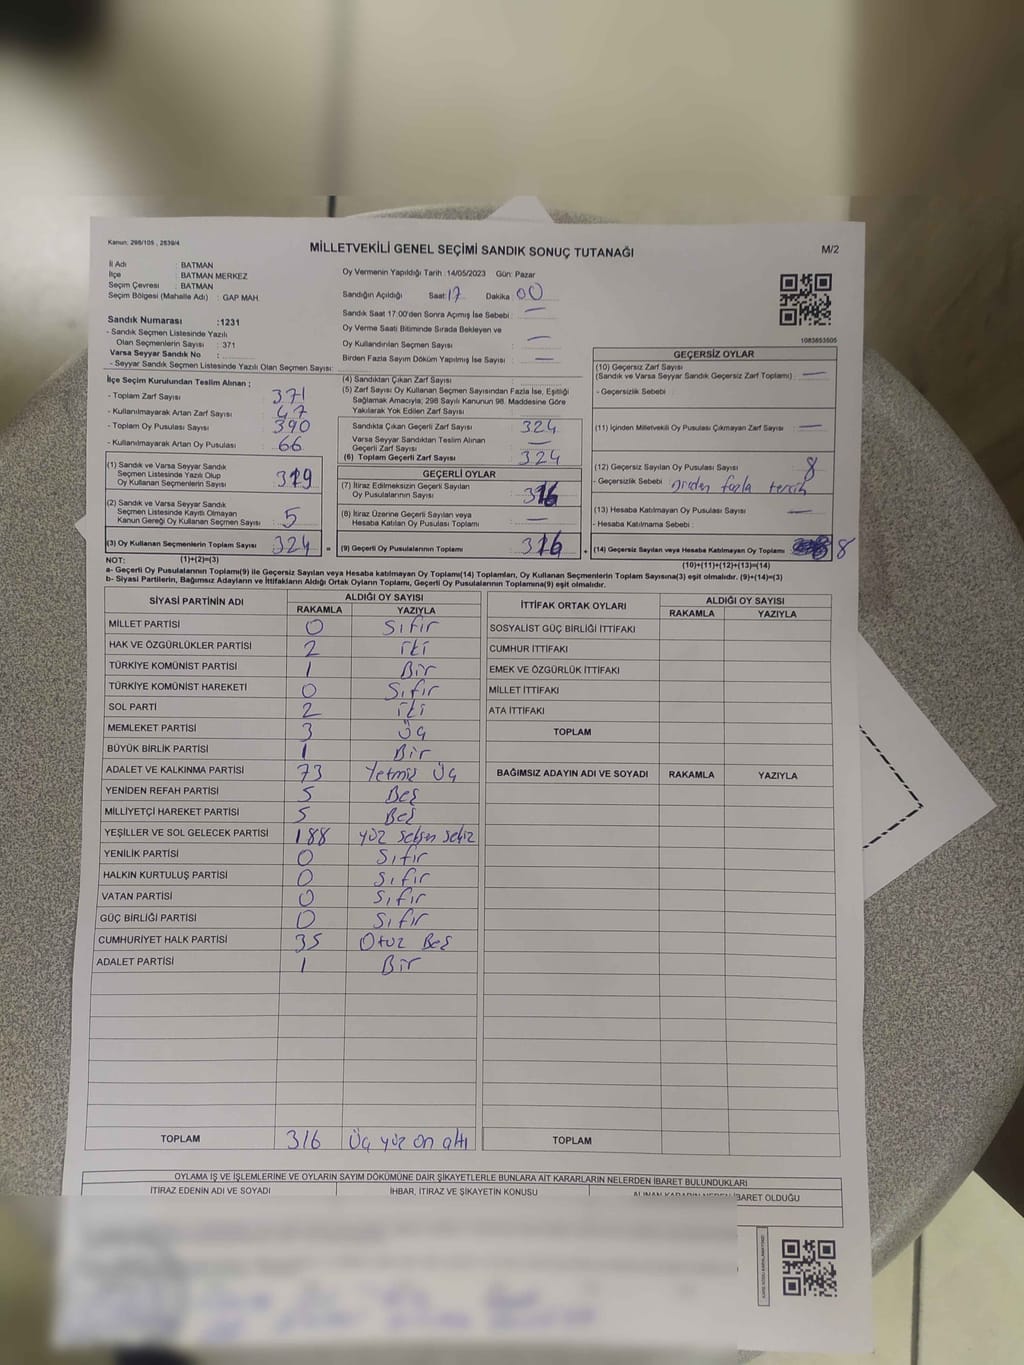 Kanun: 298/105 , 2839/4
MİLLETVEKİLİ GENEL SEÇİMİ SANDIK SONUÇ TUTANAĞI
M/2
İl Adı : BATMAN
İlçe : BATMAN MERKEZ
Seçim Çevresi : BATMAN
Seçim Bölgesi (Mahalle Adı) : GAP MAH.
Oy Vermenin Yapıldığı Tarih :14/05/2023 Gün: Pazar
Sandığın Açıldığı Saat: 17 Dakika : 00
Sandık Saat 17:00'den Sonra Açımış İse Sebebi : —
Oy Verme Saati Bitiminde Sırada Bekleyen ve
Oy Kullandırılan Seçmen Sayısı : —
Birden Fazla Sayım Döküm Yapılmış İse Sayısı : —
1083853505
Sandık Numarası :1231
- Sandık Seçmen Listesinde Yazılı
Olan Seçmenlerin Sayısı : 371
Varsa Seyyar Sandık No :
- Seyyar Sandık Seçmen Listesinde Yazılı Olan Seçmen Sayısı:
İlçe Seçim Kurulundan Teslim Alınan ;
- Toplam Zarf Sayısı : 371
- Kullanılmayarak Artan Zarf Sayısı : 47
- Toplam Oy Pusulası Sayısı : 390
- Kullanılmayarak Artan Oy Pusulası : 66
(1) Sandık ve Varsa Seyyar Sandık
Seçmen Listesinde Yazılı Olup
Oy Kullanan Seçmenlerin Sayısı : 319
(2) Sandık ve Varsa Seyyar Sandık
Seçmen Listesinde Kayıtlı Olmayan
Kanun Gereği Oy Kullanan Seçmen Sayısı : 5
(3) Oy Kullanan Seçmenlerin Toplam Sayısı : 324
(1)+(2)=(3)
(4) Sandıktan Çıkan Zarf Sayısı :
(5) Zarf Sayısı Oy Kullanan Seçmen Sayısından Fazla İse, Eşitliği
Sağlamak Amacıyla; 298 Sayılı Kanunun 98. Maddesine Göre
Yakılarak Yok Edilen Zarf Sayısı :
Sandıkta Çıkan Geçerli Zarf Sayısı : 324
Varsa Seyyar Sandıktan Teslim Alınan
Geçerli Zarf Sayısı : —
(6) Toplam Geçerli Zarf Sayısı : 324
GEÇERLİ OYLAR
(7) İtiraz Edilmeksizin Geçerli Sayılan
Oy Pusulasının Sayısı : 316
(8) İtiraz Üzerine Geçerli Sayılan veya
Hesaba Katılan Oy Pusulası Toplamı : —
= (9) Geçerli Oy Pusulalarının Toplamı : 316 +
GEÇERSİZ OYLAR
(10) Geçersiz Zarf Sayısı
(Sandık ve Varsa Seyyar Sandık Geçersiz Zarf Toplamı) : —
- Geçersizlik Sebebi :
(11) İçinden Milletvekili Oy Pusulası Çıkmayan Zarf Sayısı : —
(12) Geçersiz Sayılan Oy Pusulası Sayısı : 8
- Geçersizlik Sebebi : Birden fazla tercih
(13) Hesaba Katılmayan Oy Pusulası Sayısı : —
- Hesaba Katılmama Sebebi :
(14) Geçersiz Sayılan veya Hesaba Katılmayan Oy Toplamı : 8
(10)+(11)+(12)+(13)=(14)
NOT:
a- Geçerli Oy Pusulalarının Toplamı(9) ile Geçersiz Sayılan veya Hesaba katılmayan Oy Toplamı(14) Toplamları, Oy Kullanan Seçmenlerin Toplam Sayısına(3) eşit olmalıdır. (9)+(14)=(3)
b- Siyasi Partilerin, Bağımsız Adayların ve İttifakların Aldığı Ortak Oyların Toplamı, Geçerli Oy Pusulalarının Toplamına(9) eşit olmalıdır.
SİYASİ PARTİNİN ADI ALDIĞI OY SAYISI
RAKAMLA YAZIYLA
MİLLET PARTİSİ 0 Sıfır
HAK VE ÖZGÜRLÜKLER PARTİSİ 2 iki
TÜRKİYE KOMÜNİST PARTİSİ 1 Bir
TÜRKİYE KOMÜNİST HAREKETİ 0 Sıfır
SOL PARTİ 2 iki
MEMLEKET PARTİSİ 3 Üç
BÜYÜK BİRLİK PARTİSİ 1 Bir
ADALET VE KALKINMA PARTİSİ 73 Yetmiş Üç
YENİDEN REFAH PARTİSİ 5 Beş
MİLLİYETÇİ HAREKET PARTİSİ 5 Beş
YEŞİLLER VE SOL GELECEK PARTİSİ 188 yüz seksen sekiz
YENİLİK PARTİSİ 0 Sıfır
HALKIN KURTULUŞ PARTİSİ 0 Sıfır
VATAN PARTİSİ 0 Sıfır
GÜÇ BİRLİĞİ PARTİSİ 0 Sıfır
CUMHURİYET HALK PARTİSİ 35 Otuz Beş
ADALET PARTİSİ 1 Bir
TOPLAM 316 Üç yüz on altı
İTTİFAK ORTAK OYLARI ALDIĞI OY SAYISI
RAKAMLA YAZIYLA
SOSYALİST GÜÇ BİRLİĞİ İTTİFAKI
CUMHUR İTTİFAKI
EMEK VE ÖZGÜRLÜK İTTİFAKI
MİLLET İTTİFAKI
ATA İTTİFAKI
TOPLAM
BAĞIMSIZ ADAYIN ADI VE SOYADI RAKAMLA YAZIYLA
TOPLAM
OYLAMA İŞ VE İŞLEMLERİNE VE OYLARIN SAYIM DÖKÜMÜNE DAİR ŞİKAYETLERLE BUNLARA AİT KARARLARIN NELERDEN İBARET BULUNDUKLARI
İTİRAZ EDENİN ADI VE SOYADI İHBAR, İTİRAZ VE ŞİKAYETİN KONUSU ALINAN KARARIN NEDEN İBARET OLDUĞU